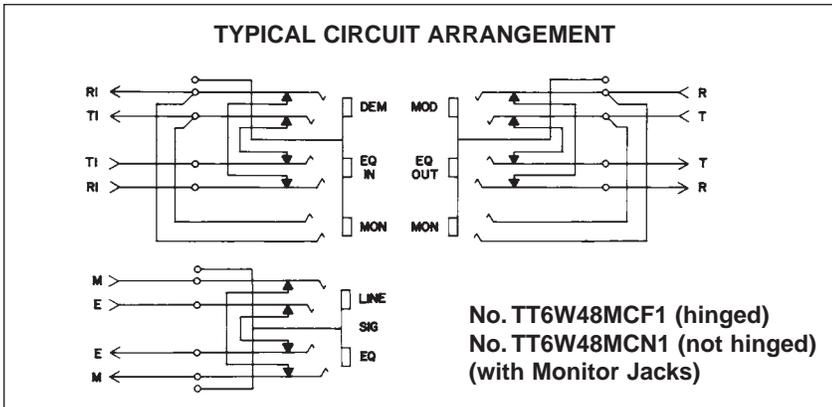 TYPICAL CIRCUIT ARRANGEMENT
RI
TI
TI
RI
DEM
EQ
IN
MON
MOD
EQ
OUT
MON
R
T
T
R
M
E
E
M
LINE
SIG
EQ
No. TT6W48MCF1 (hinged)
No. TT6W48MCN1 (not hinged)
(with Monitor Jacks)